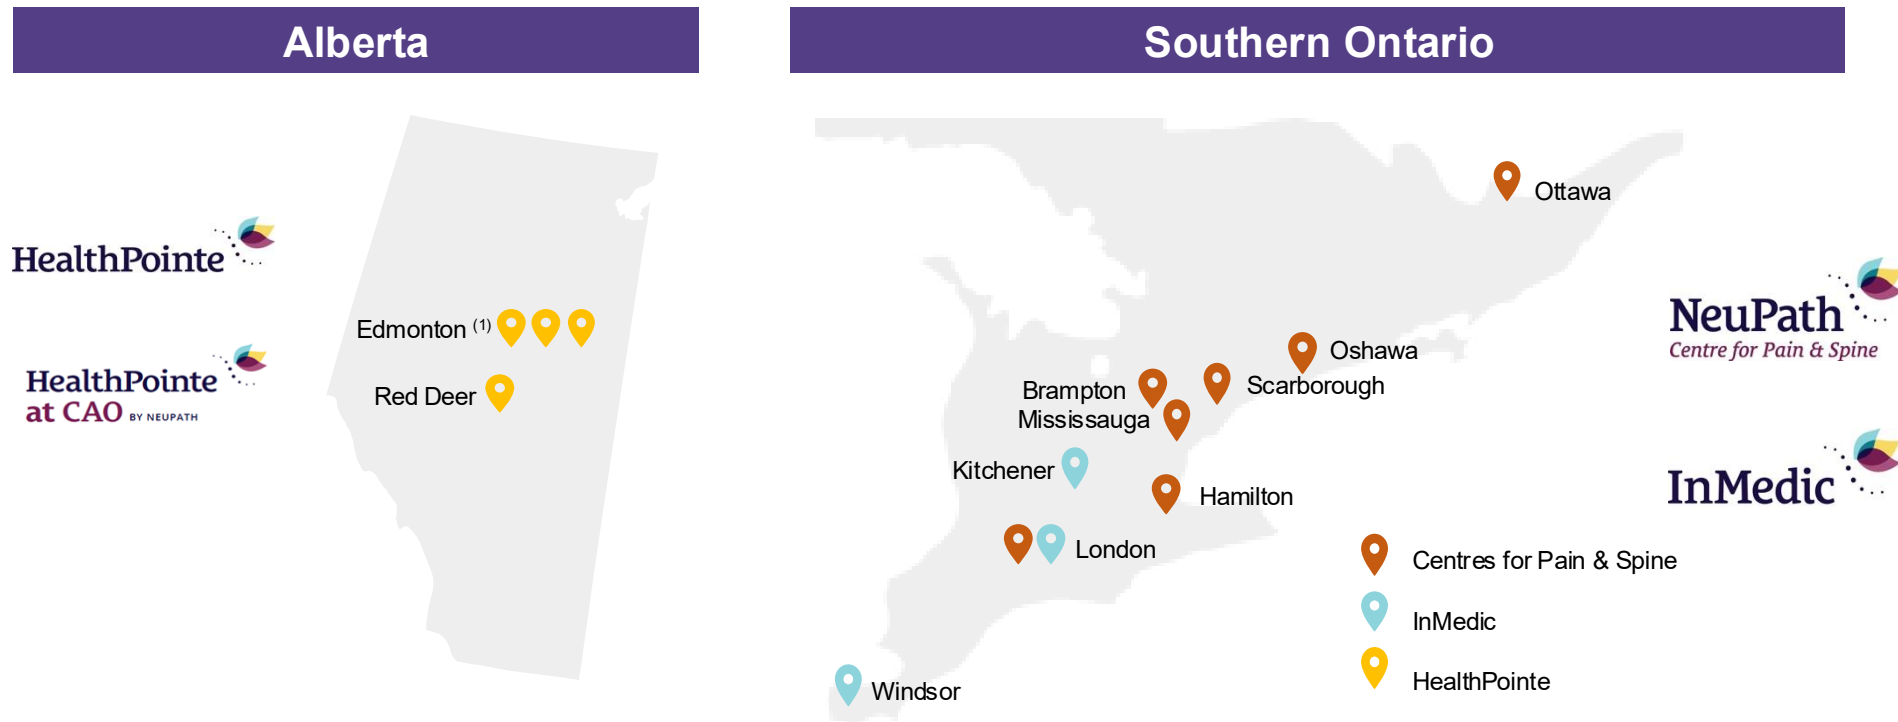 Alberta
HealthPointe
HealthPointe
at CAO BY NEUPATH
Edmonton (1)
Red Deer
Southern Ontario
Ottawa
Oshawa
Scarborough
Brampton
Mississauga
Kitchener
Hamilton
London
Windsor
NeuPath
Centre for Pain & Spine
InMedic
Centres for Pain & Spine
InMedic
HealthPointe